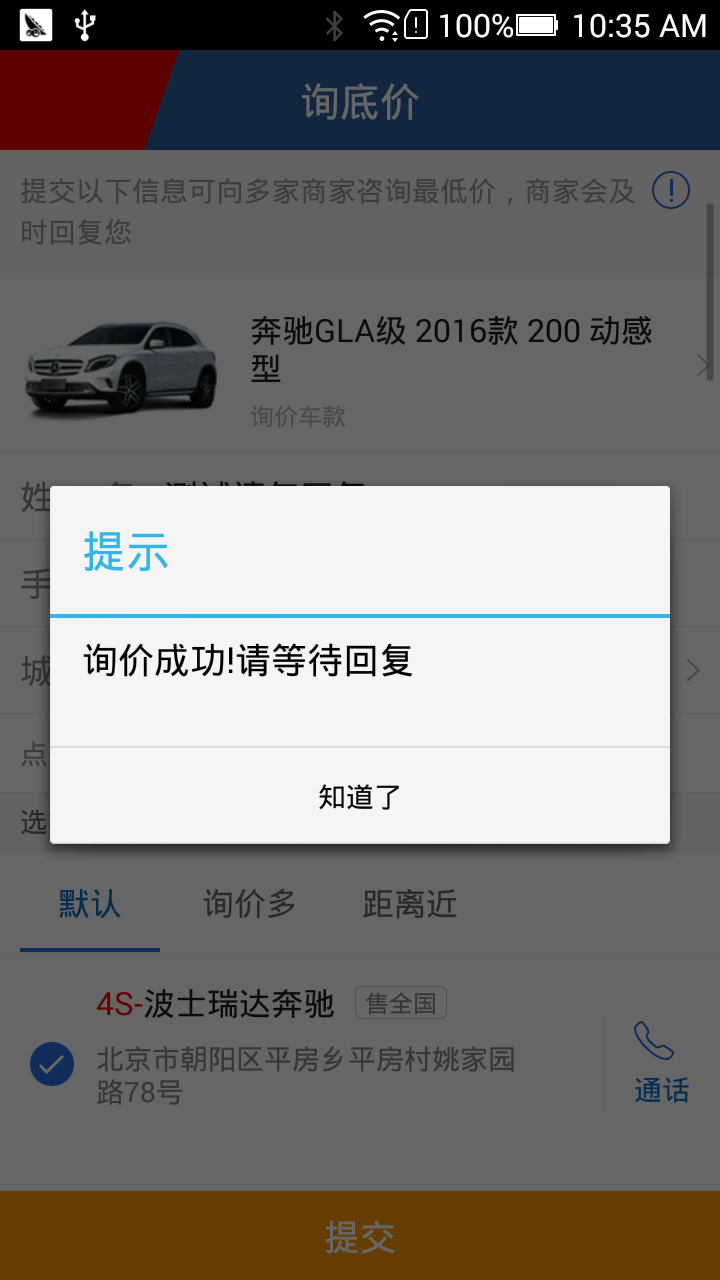 100% 10:35 AM
询底价
提交以下信息可向多家商家咨询最低价，商家会及
时回复您
奔驰GLA级 2016款 200 动感
型
询价车款
姓
提示
手
询价成功!请等待回复
城
点
知道了
选
默认 询价多 距离近
4S-波士瑞达奔驰 售全国
北京市朝阳区平房乡平房村姚家园
路78号
通话
提交